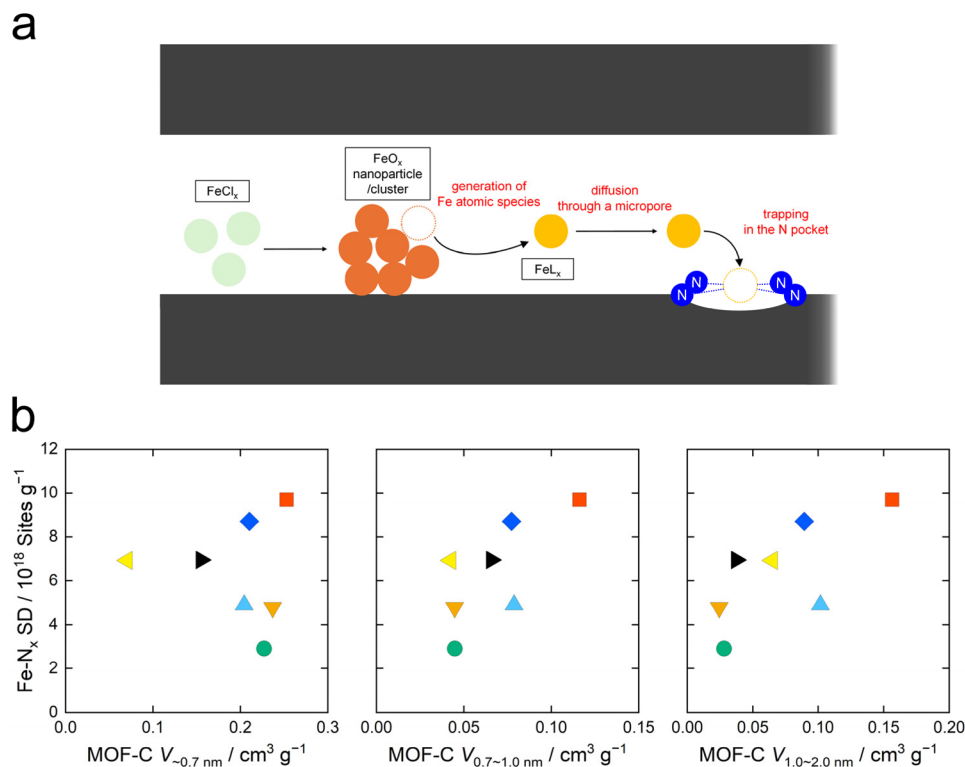 a
FeClₓ
FeOₓ
nanoparticle
/cluster
generation of
Fe atomic species
FeLₓ
diffusion
through a micropore
trapping
in the N pocket
N
N
N
N
b
Fe-Nₓ SD / 10¹⁸ Sites g⁻¹
12
10
8
6
4
2
0
0.0
0.1
0.2
0.3
MOF-C V~0.7 nm / cm³ g⁻¹
0.00
0.05
0.10
0.15
MOF-C V0.7~1.0 nm / cm³ g⁻¹
0.00
0.05
0.10
0.15
0.20
MOF-C V1.0~2.0 nm / cm³ g⁻¹